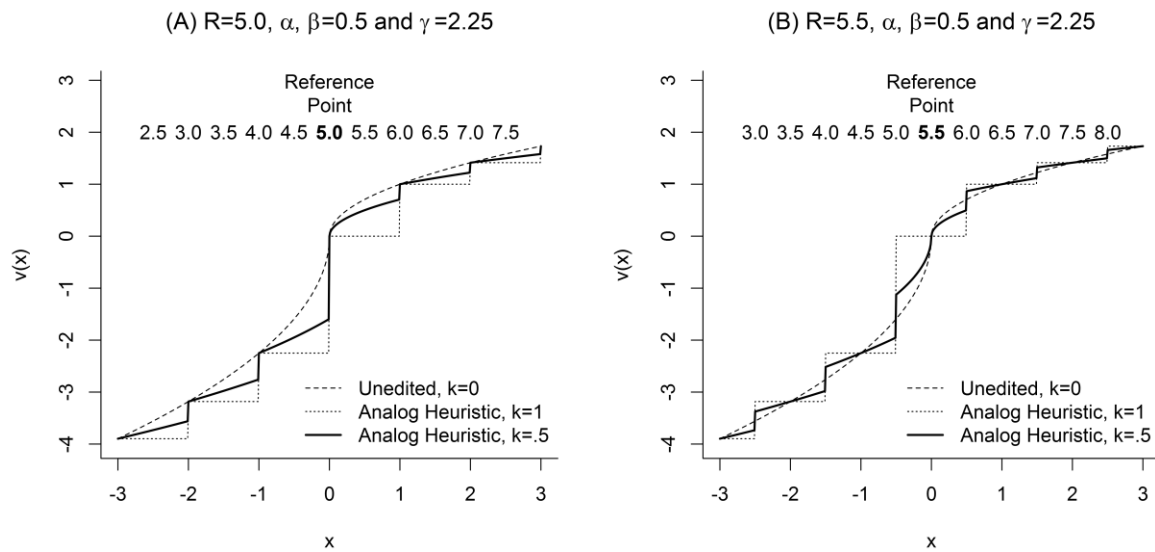 (A) R=5.0, α, β=0.5 and γ=2.25
Reference
Point
2.5 3.0 3.5 4.0 4.5 5.0 5.5 6.0 6.5 7.0 7.5
3
2
1
0
-1
-2
-3
-4
v(x)
Unedited, k=0
Analog Heuristic, k=1
Analog Heuristic, k=.5
-3 -2 -1 0 1 2 3
x
(B) R=5.5, α, β=0.5 and γ=2.25
Reference
Point
3.0 3.5 4.0 4.5 5.0 5.5 6.0 6.5 7.0 7.5 8.0
3
2
1
0
-1
-2
-3
-4
v(x)
Unedited, k=0
Analog Heuristic, k=1
Analog Heuristic, k=.5
-3 -2 -1 0 1 2 3
x